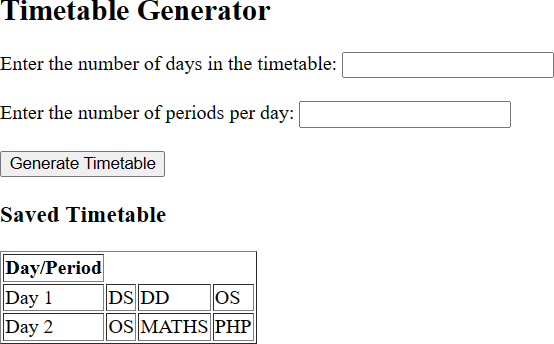 Timetable Generator
Enter the number of days in the timetable:
Enter the number of periods per day:
Generate Timetable
Saved Timetable
Day/Period
Day 1 DS DD OS
Day 2 OS MATHS PHP